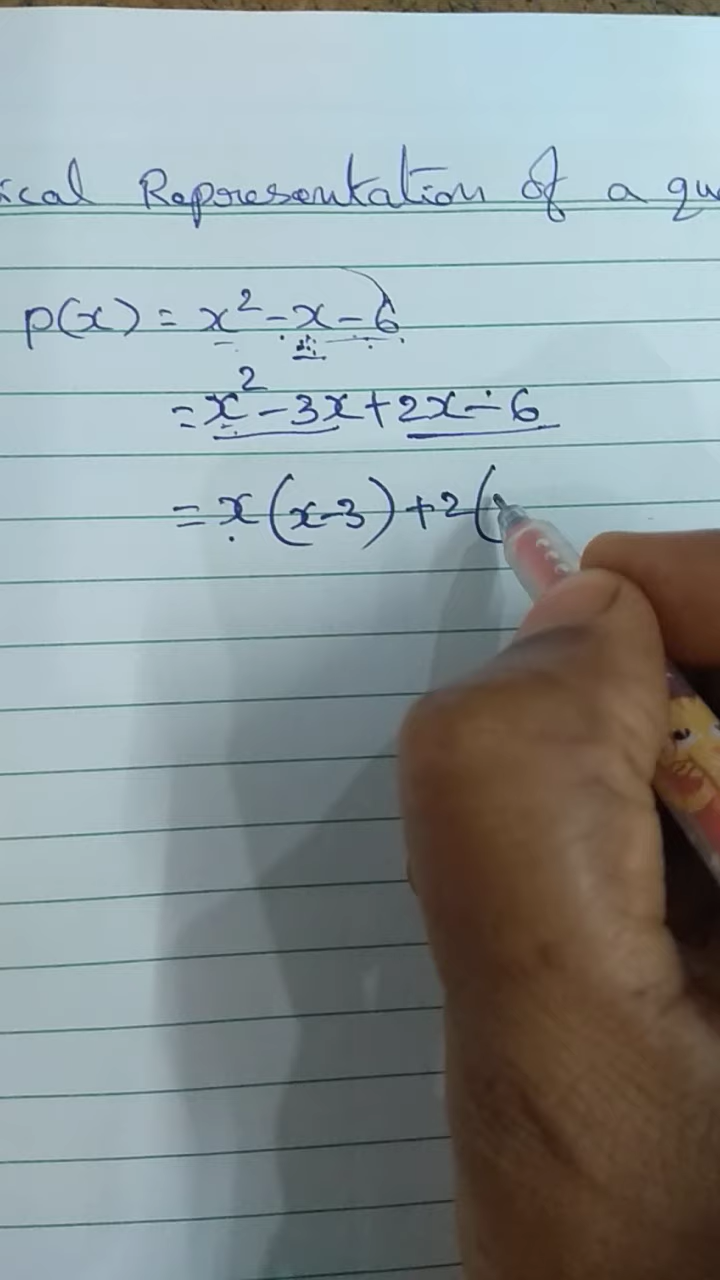 ical Representation of a qu
p(x) = x² - x - 6
= x² - 3x + 2x - 6
= x(x-3) + 2(